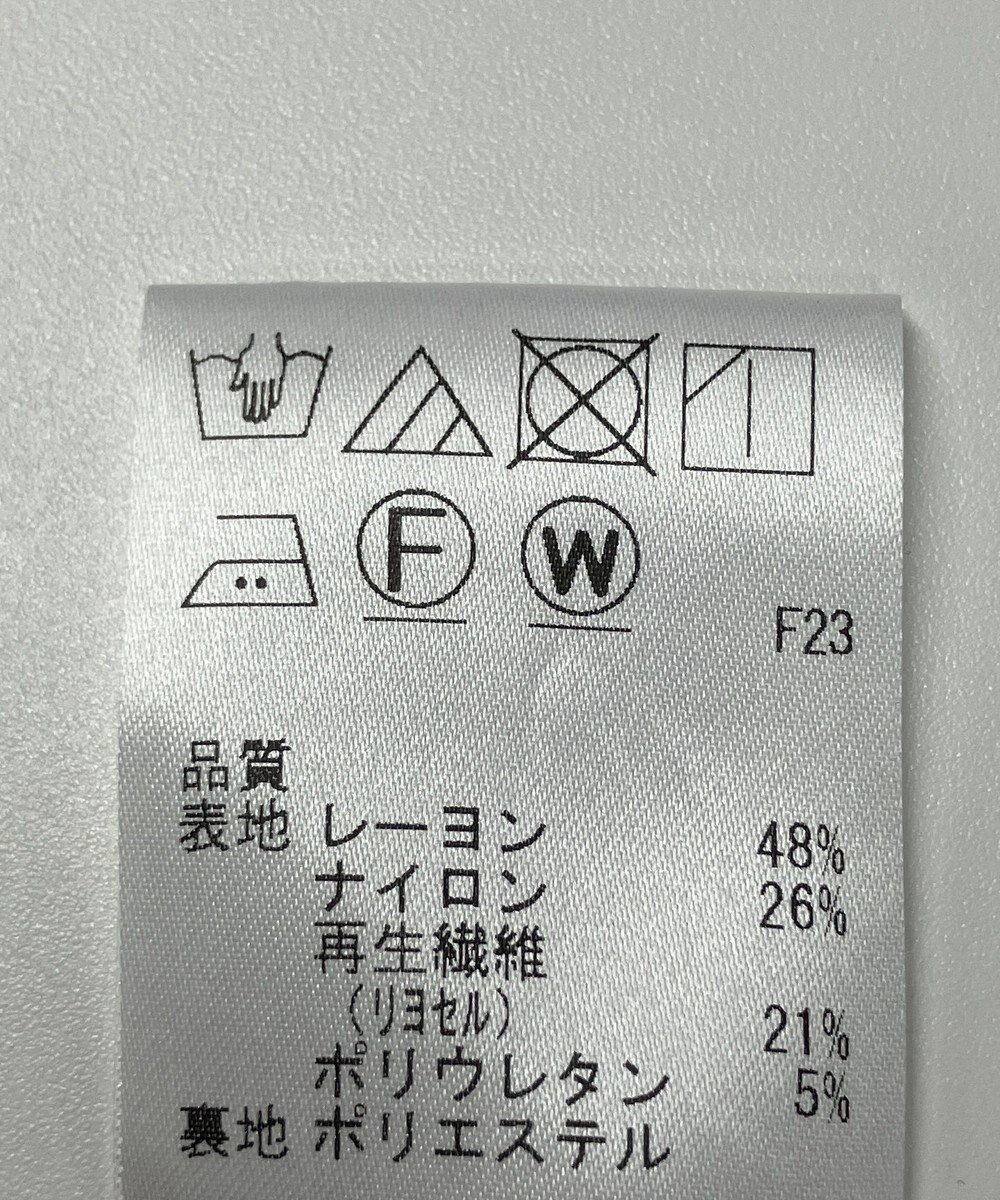 F W
F23
品質
表地 レーヨン 48%
ナイロン 26%
再生繊維
(リヨセル) 21%
ポリウレタン 5%
裏地 ポリエステル